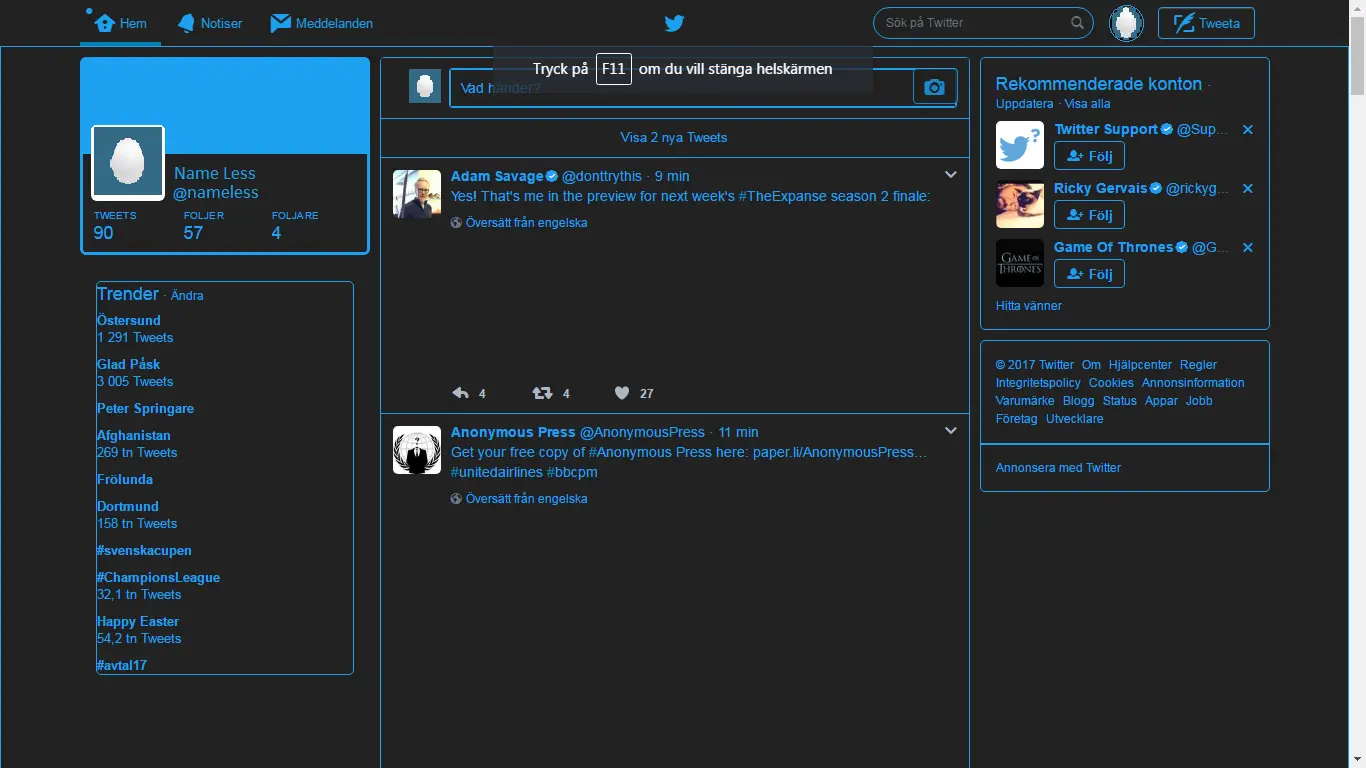 Hem Notiser Meddelanden Sök på Twitter Tweeta
Tryck på F11 om du vill stänga helskärmen
Vad händer?
Visa 2 nya Tweets
Name Less
@nameless
TWEETS FOLJER FOLJARE
90 57 4
Trender · Ändra
Östersund
1 291 Tweets
Glad Påsk
3 005 Tweets
Peter Springare
Afghanistan
269 tn Tweets
Frölunda
Dortmund
158 tn Tweets
#svenskacupen
#ChampionsLeague
32,1 tn Tweets
Happy Easter
54,2 tn Tweets
#avtal17
Adam Savage @donttrythis · 9 min
Yes! That's me in the preview for next week's #TheExpanse season 2 finale:
Översätt från engelska
4 4 27
Anonymous Press @AnonymousPress · 11 min
Get your free copy of #Anonymous Press here: paper.li/AnonymousPress…
#unitedairlines #bbcpm
Översätt från engelska
Rekommenderade konton ·
Uppdatera · Visa alla
Twitter Support @Sup...
Följ
Ricky Gervais @rickyg...
Följ
GAME OF THRONES
Game Of Thrones @G...
Följ
Hitta vänner
© 2017 Twitter Om Hjälpcenter Regler
Integritetspolicy Cookies Annonsinformation
Varumärke Blogg Status Appar Jobb
Företag Utvecklare
Annonsera med Twitter